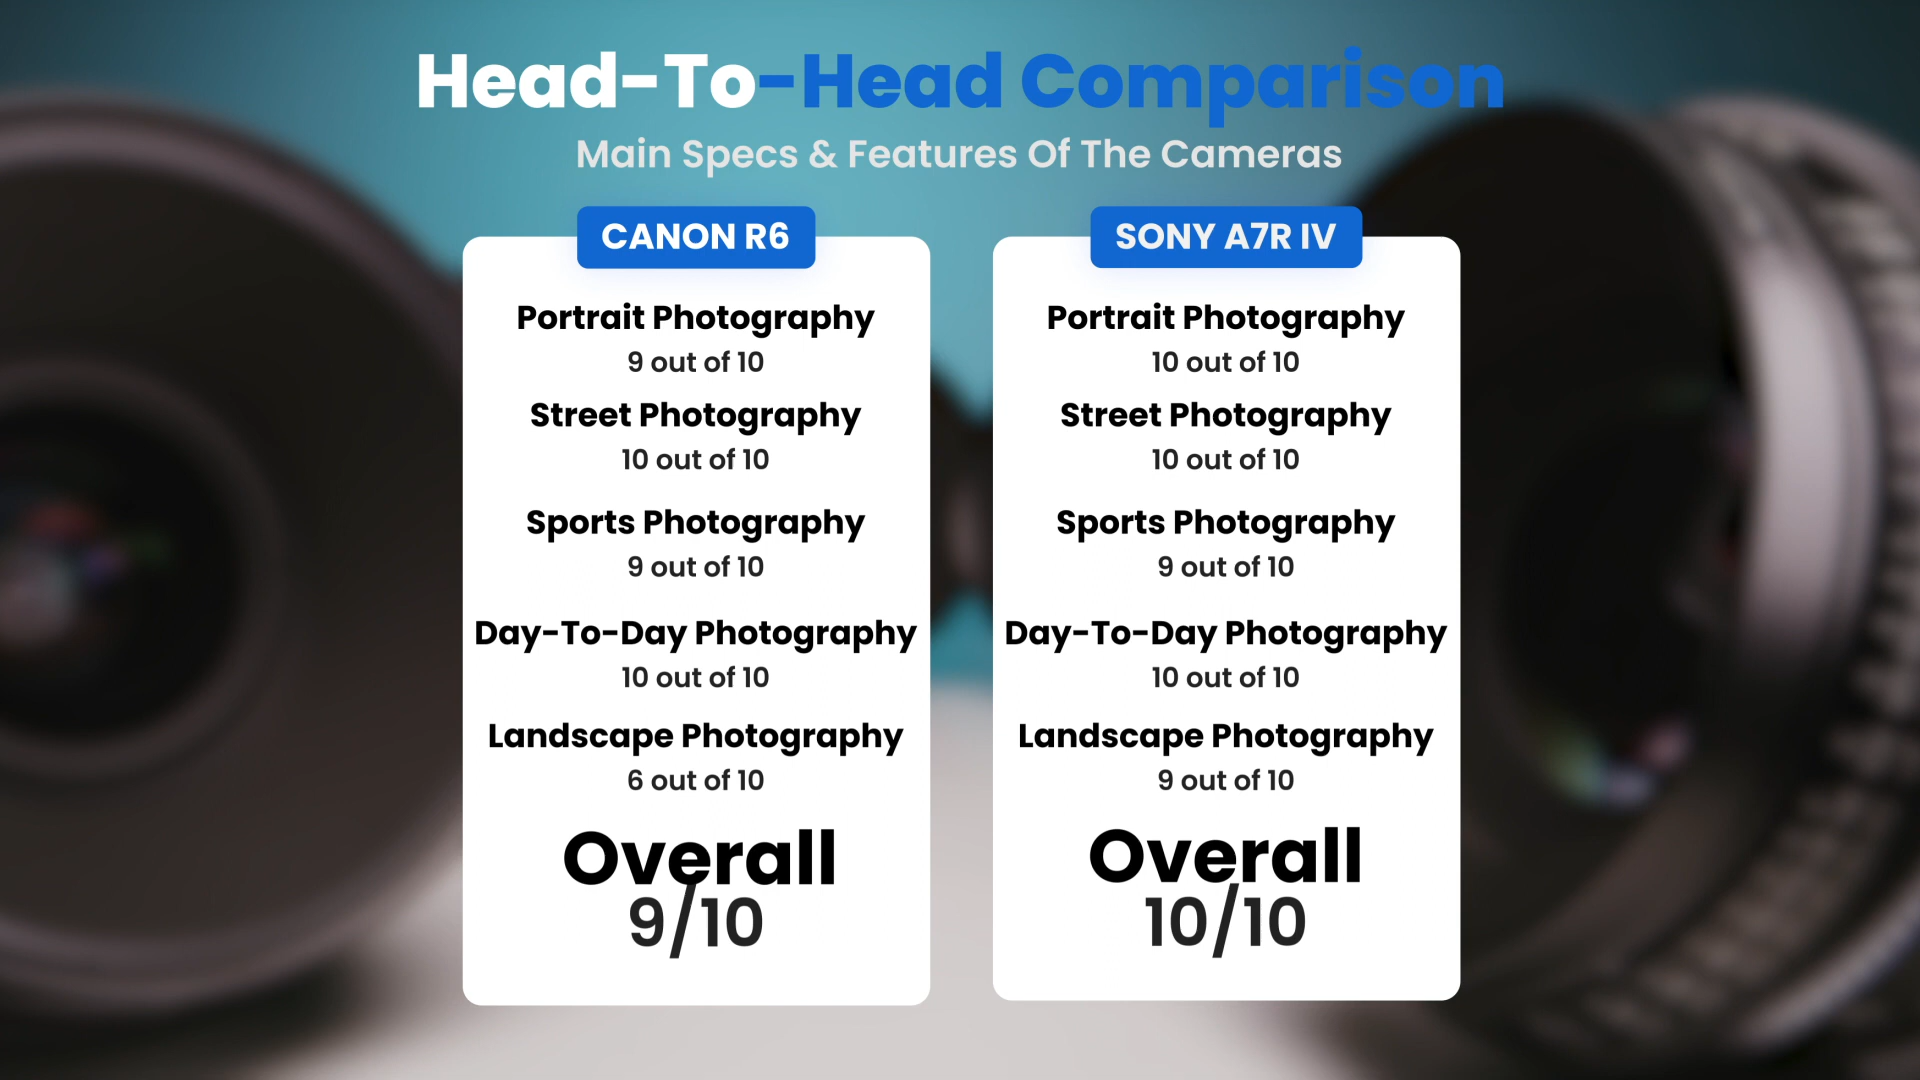 Head-To-Head Comparison
Main Specs & Features Of The Cameras
CANON R6
Portrait Photography
9 out of 10
Street Photography
10 out of 10
Sports Photography
9 out of 10
Day-To-Day Photography
10 out of 10
Landscape Photography
6 out of 10
Overall
9/10
SONY A7R IV
Portrait Photography
10 out of 10
Street Photography
10 out of 10
Sports Photography
9 out of 10
Day-To-Day Photography
10 out of 10
Landscape Photography
9 out of 10
Overall
10/10